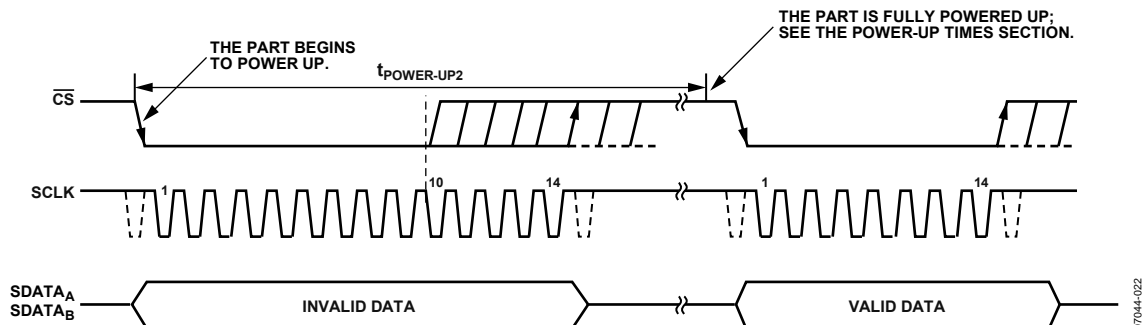 THE PART IS FULLY POWERED UP;
SEE THE POWER-UP TIMES SECTION.
THE PART BEGINS
TO POWER UP.
tPOWER-UP2
CS
SCLK
1
10
14
1
14
SDATAA
SDATAB
INVALID DATA
VALID DATA
07044-022